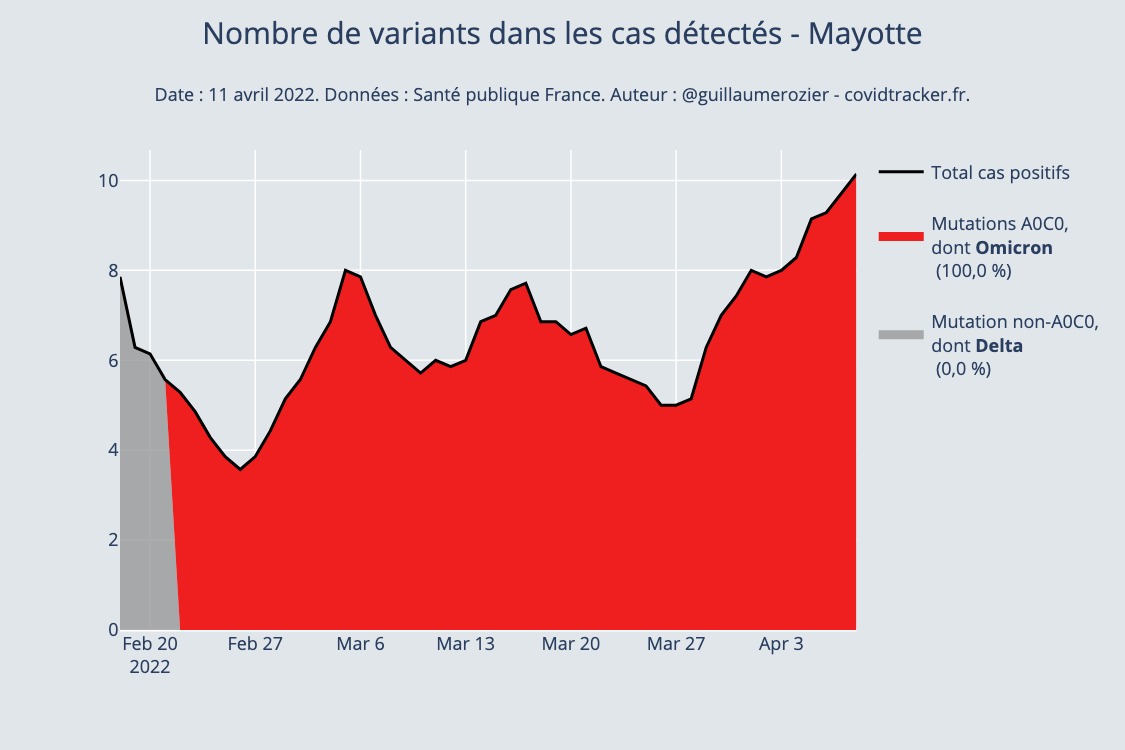 Nombre de variants dans les cas détectés - Mayotte
Date : 11 avril 2022. Données : Santé publique France. Auteur : @guillaumerozier - covidtracker.fr.
10
8
6
4
2
0
Feb 20
2022
Feb 27
Mar 6
Mar 13
Mar 20
Mar 27
Apr 3
Total cas positifs
Mutations A0C0,
dont Omicron
(100,0 %)
Mutation non-A0C0,
dont Delta
(0,0 %)